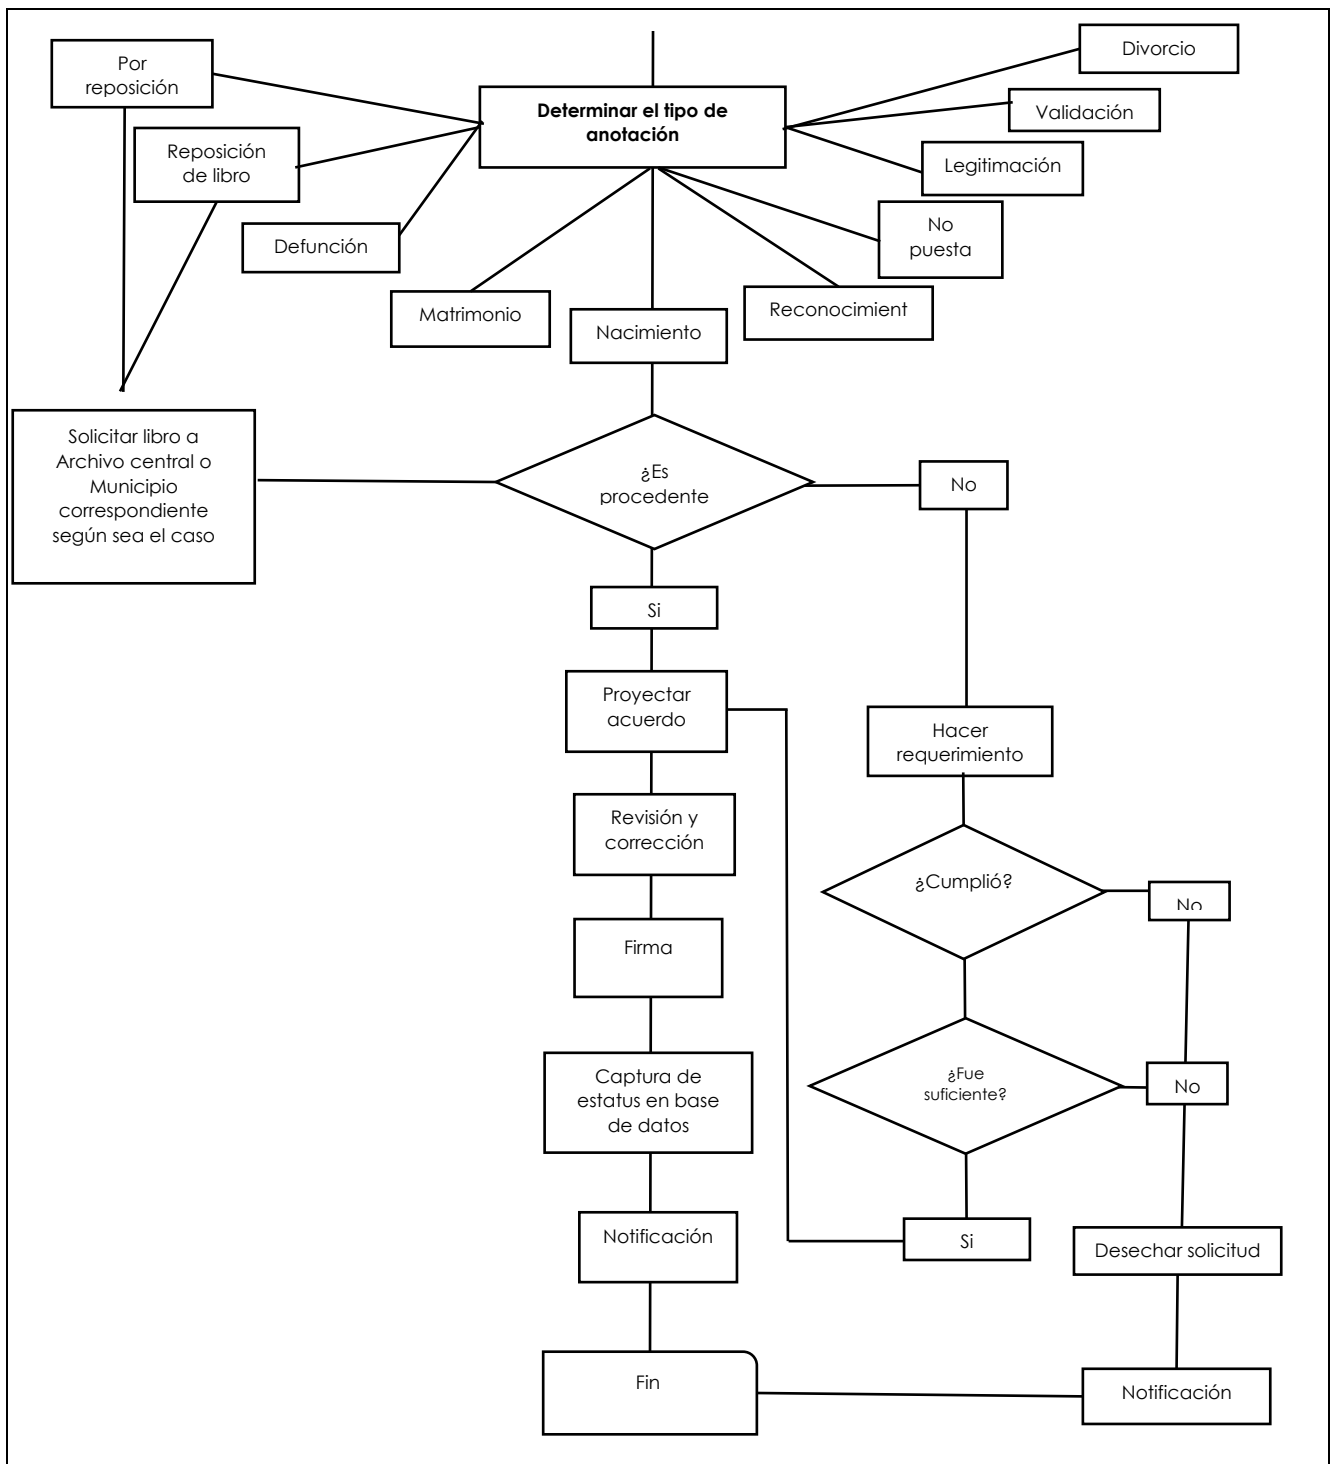 Por
reposición
Determinar el tipo de
anotación
Divorcio
Validación
Reposición
de libro
Legitimación
Defunción
No
puesta
Matrimonio
Nacimiento
Reconocimient
Solicitar libro a
Archivo central o
Municipio
correspondiente
según sea el caso
¿Es
procedente
No
Si
Proyectar
acuerdo
Hacer
requerimiento
Revisión y
corrección
¿Cumplió?
No
Firma
Captura de
estatus en base
de datos
¿Fue
suficiente?
No
Notificación
Si
Desechar solicitud
Fin
Notificación